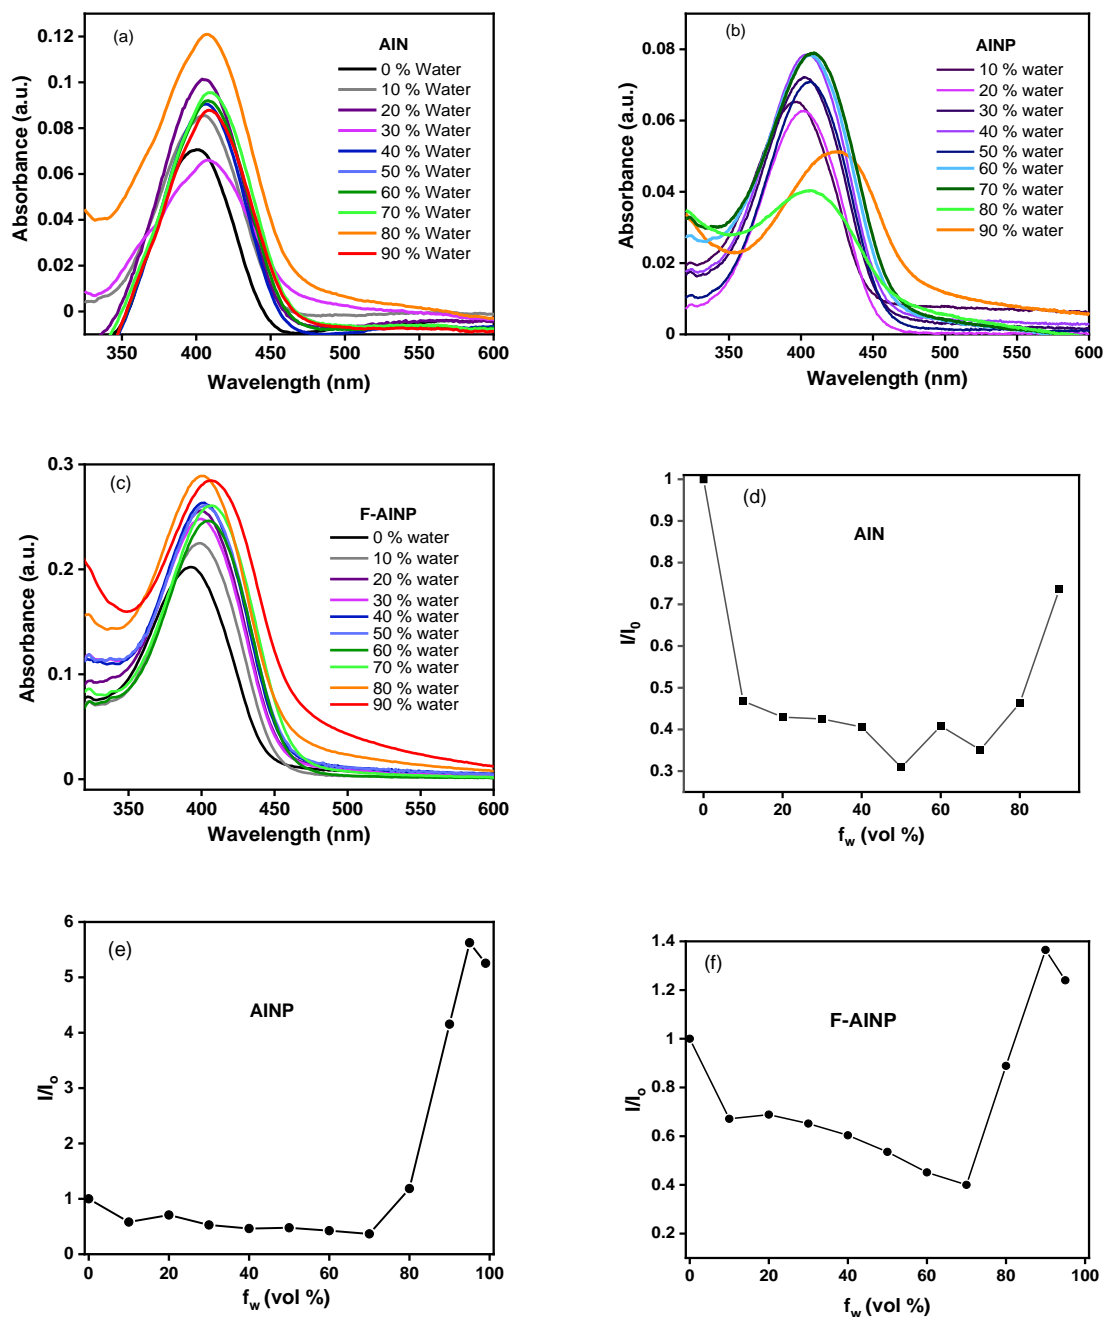 (a)
AIN
0 % Water
10 % Water
20 % Water
30 % Water
40 % Water
50 % Water
60 % Water
70 % Water
80 % Water
90 % Water
0.12
0.1
0.08
0.06
0.04
0.02
0
350 400 450 500 550 600
Absorbance (a.u.)
Wavelength (nm)
(b)
AINP
10 % water
20 % water
30 % water
40 % water
50 % water
60 % water
70 % water
80 % water
90 % water
0.08
0.06
0.04
0.02
0
350 400 450 500 550 600
Absorbance (a.u.)
Wavelength (nm)
(c)
F-AINP
0 % water
10 % water
20 % water
30 % water
40 % water
50 % water
60 % water
70 % water
80 % water
90 % water
0.3
0.2
0.1
0
350 400 450 500 550 600
Absorbance (a.u.)
Wavelength (nm)
(d)
AIN
1
0.9
0.8
0.7
0.6
0.5
0.4
0.3
0 20 40 60 80
I/I0
fw (vol %)
(e)
AINP
6
5
4
3
2
1
0
0 20 40 60 80 100
I/Io
fw (vol %)
(f)
F-AINP
1.4
1.2
1
0.8
0.6
0.4
0.2
0 20 40 60 80 100
I/Io
fw (vol %)